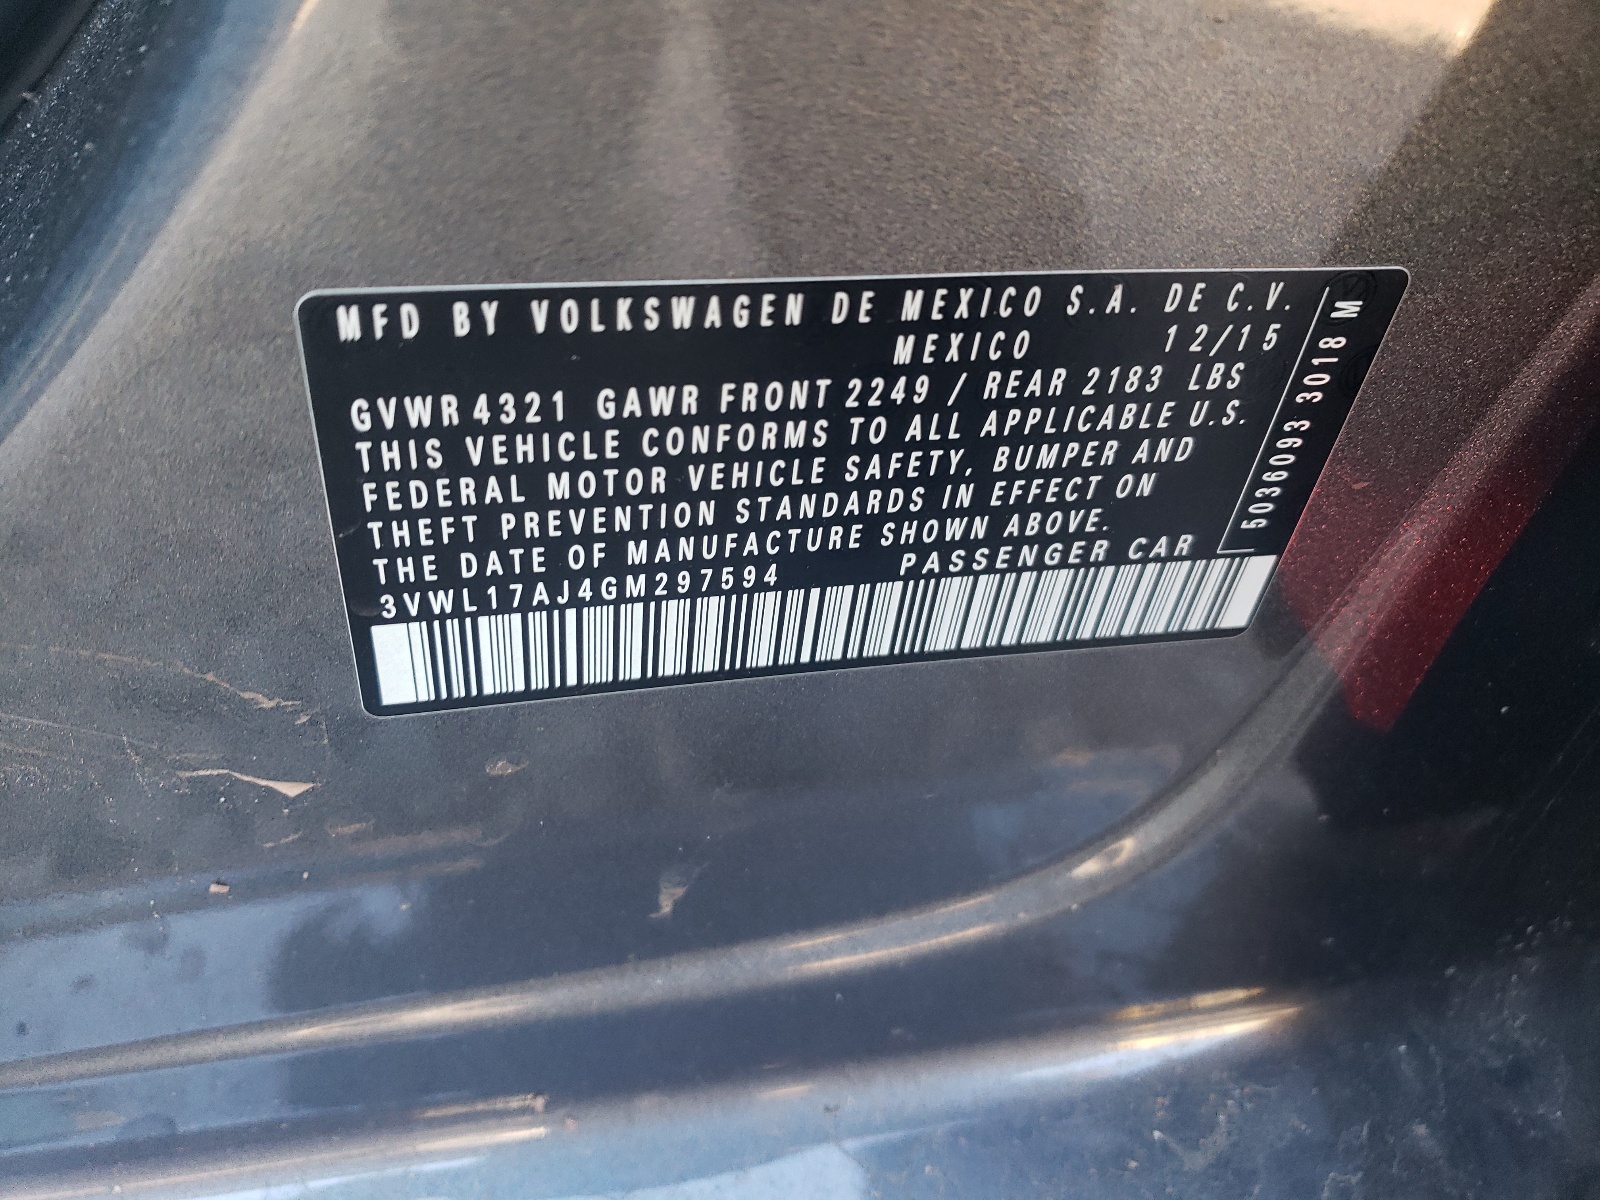 MFD BY VOLKSWAGEN DE MEXICO S.A. DE C.V.
MEXICO 12/15
GVWR 4321 GAWR FRONT 2249 / REAR 2183 LBS
THIS VEHICLE CONFORMS TO ALL APPLICABLE U.S.
FEDERAL MOTOR VEHICLE SAFETY, BUMPER AND
THEFT PREVENTION STANDARDS IN EFFECT ON
THE DATE OF MANUFACTURE SHOWN ABOVE.
3VWL17AJ4GM297594 PASSENGER CAR
5036093 3018 M